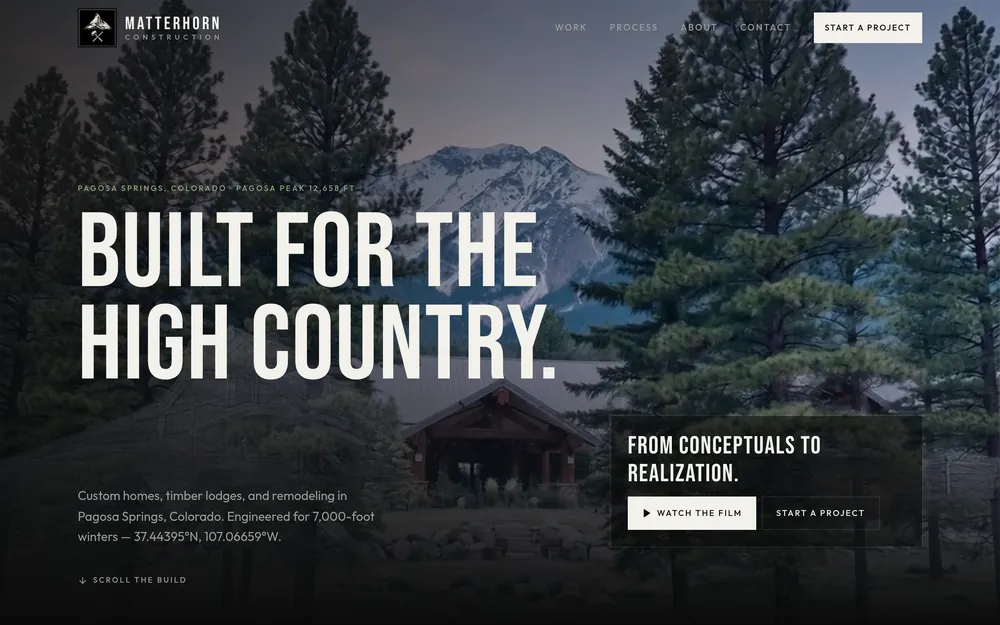 MATTERHORN
CONSTRUCTION
WORK PROCESS ABOUT CONTACT START A PROJECT
PAGOSA SPRINGS, COLORADO · PAGOSA PEAK 12,658 FT
BUILT FOR THE
HIGH COUNTRY.
FROM CONCEPTUALS TO
REALIZATION.
WATCH THE FILM START A PROJECT
Custom homes, timber lodges, and remodeling in
Pagosa Springs, Colorado. Engineered for 7,000-foot
winters — 37.44395°N, 107.06659°W.
↓ SCROLL THE BUILD